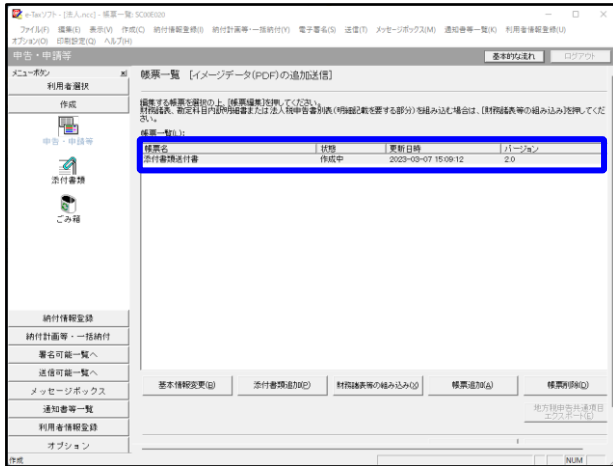 e-Taxソフト - [法人.ncc] - 帳票一覧: SC00E020
ファイル(F) 編集(E) 表示(V) 作成(C) 納付情報登録(I) 納付計画等・一括納付(Y) 電子署名(S) 送信(T) メッセージボックス(M) 通知書等一覧(K) 利用者情報登録(U)
オプション(O) 印刷設定(Q) ヘルプ(H)
申告・申請等 基本的な流れ ログアウト
メニューボタン
利用者選択
作成
申告・申請等
添付書類
ごみ箱
納付情報登録
納付計画等・一括納付
署名可能一覧へ
送信可能一覧へ
メッセージボックス
通知書等一覧
利用者情報登録
オプション
帳票一覧 [イメージデータ(PDF)の追加送信]
編集する帳票を選択の上、[帳票編集]を押してください。
財務諸表、勘定科目内訳明細書または法人税申告書別表(明細記載を要する部分)を組み込む場合は、[財務諸表等の組み込み]を押してください。
帳票一覧(L):
帳票名 状態 更新日時 バージョン
添付書類送付書 作成中 2023-03-07 15:09:12 2.0
基本情報変更(B) 添付書類追加(P) 財務諸表等の組み込み(X) 帳票追加(A) 帳票削除(D)
地方税申告共通項目
エクスポート(E)
作成 NUM